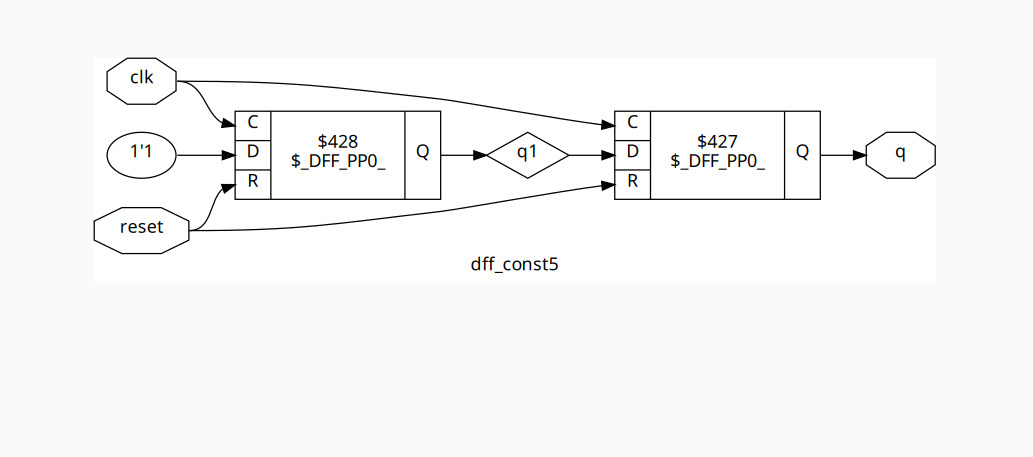 clk
1'1
reset
C
D
R
$428
$_DFF_PP0_
Q
q1
C
D
R
$427
$_DFF_PP0_
Q
q
dff_const5